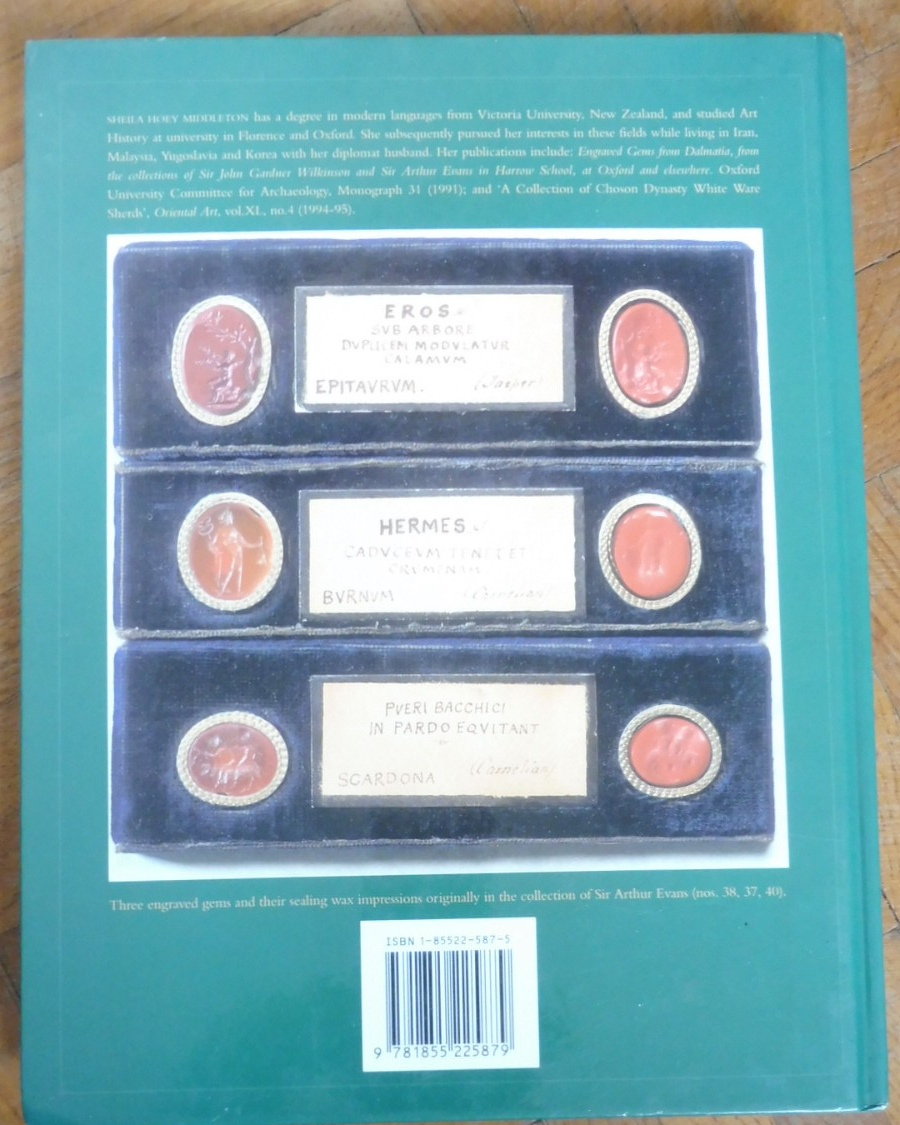 SHEILA HOEY MIDDLETON has a degree in modern languages from Victoria University, New Zealand, and studied Art
History at university in Florence and Oxford. She subsequently pursued her interests in these fields while living in Iran,
Malaysia, Yugoslavia and Korea with her diplomat husband. Her publications include: Engraved Gems from Dalmatia, from
the collections of Sir John Gardner Wilkinson and Sir Arthur Evans in Harrow School, at Oxford and elsewhere. Oxford
University Committee for Archaeology, Monograph 31 (1991); and ‘A Collection of Choson Dynasty White Ware
Sherds’, Oriental Art, vol.XL, no.4 (1994-95).
EROS
SVB ARBORE
DVPLICEM MODVLATVR
CALAMVM
EPITAVRVM. (Jasper)
HERMES
CADVCEVM TENET ET
CRVMENAM
BVRNVM (Carnelian)
PVERI BACCHICI
IN PARDO EQVITANT
SCARDONA (Carnelian)
Three engraved gems and their sealing wax impressions originally in the collection of Sir Arthur Evans (nos. 38, 37, 40).
ISBN 1-85522-587-5
9 781855 225879